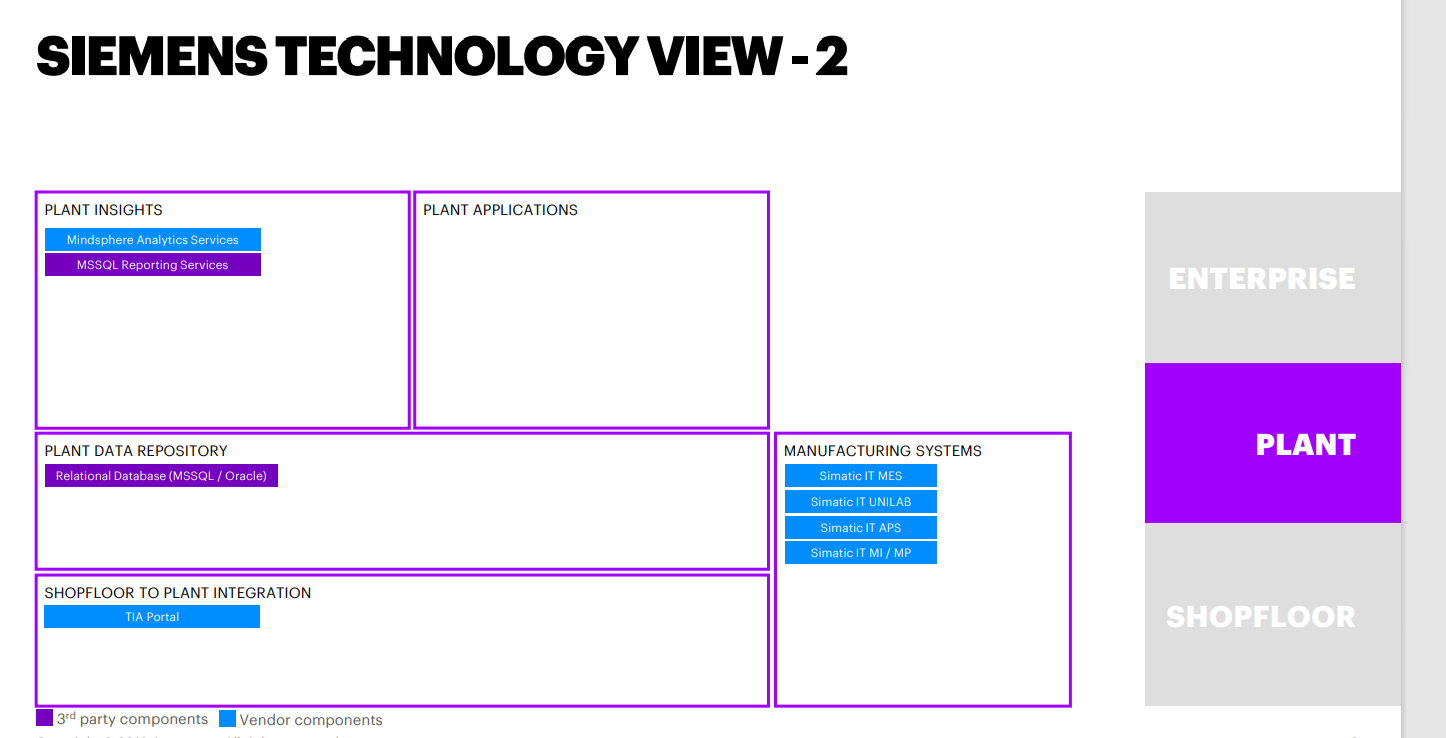 SIEMENS TECHNOLOGY VIEW - 2
PLANT INSIGHTS
Mindsphere Analytics Services
MSSQL Reporting Services
PLANT APPLICATIONS
PLANT DATA REPOSITORY
Relational Database (MSSQL / Oracle)
MANUFACTURING SYSTEMS
Simatic IT MES
Simatic IT UNILAB
Simatic IT APS
Simatic IT MI / MP
SHOPFLOOR TO PLANT INTEGRATION
TIA Portal
ENTERPRISE
PLANT
SHOPFLOOR
3rd party components
Vendor components